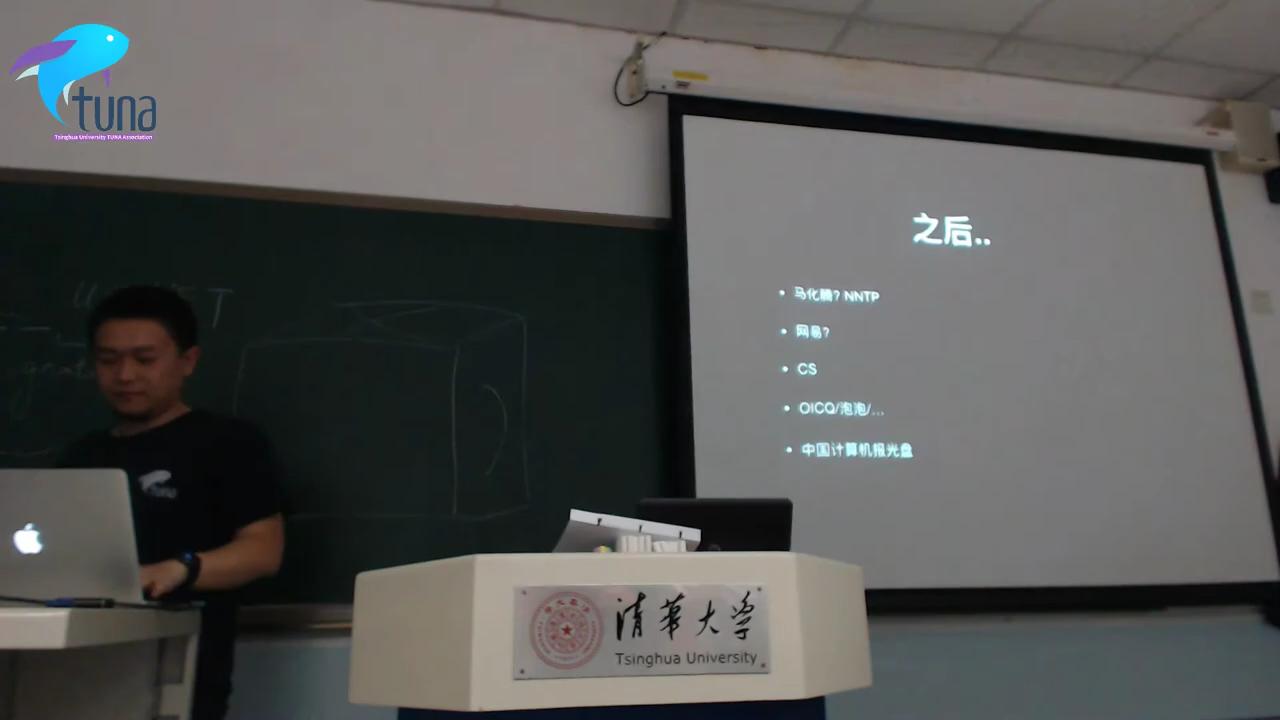 tuna
Tsinghua University TUNA Association
之后..
• 马化腾? NNTP
• 网易?
• CS
• OICQ/泡泡/...
• 中国计算机报光盘
tuna
清华大学
Tsinghua University